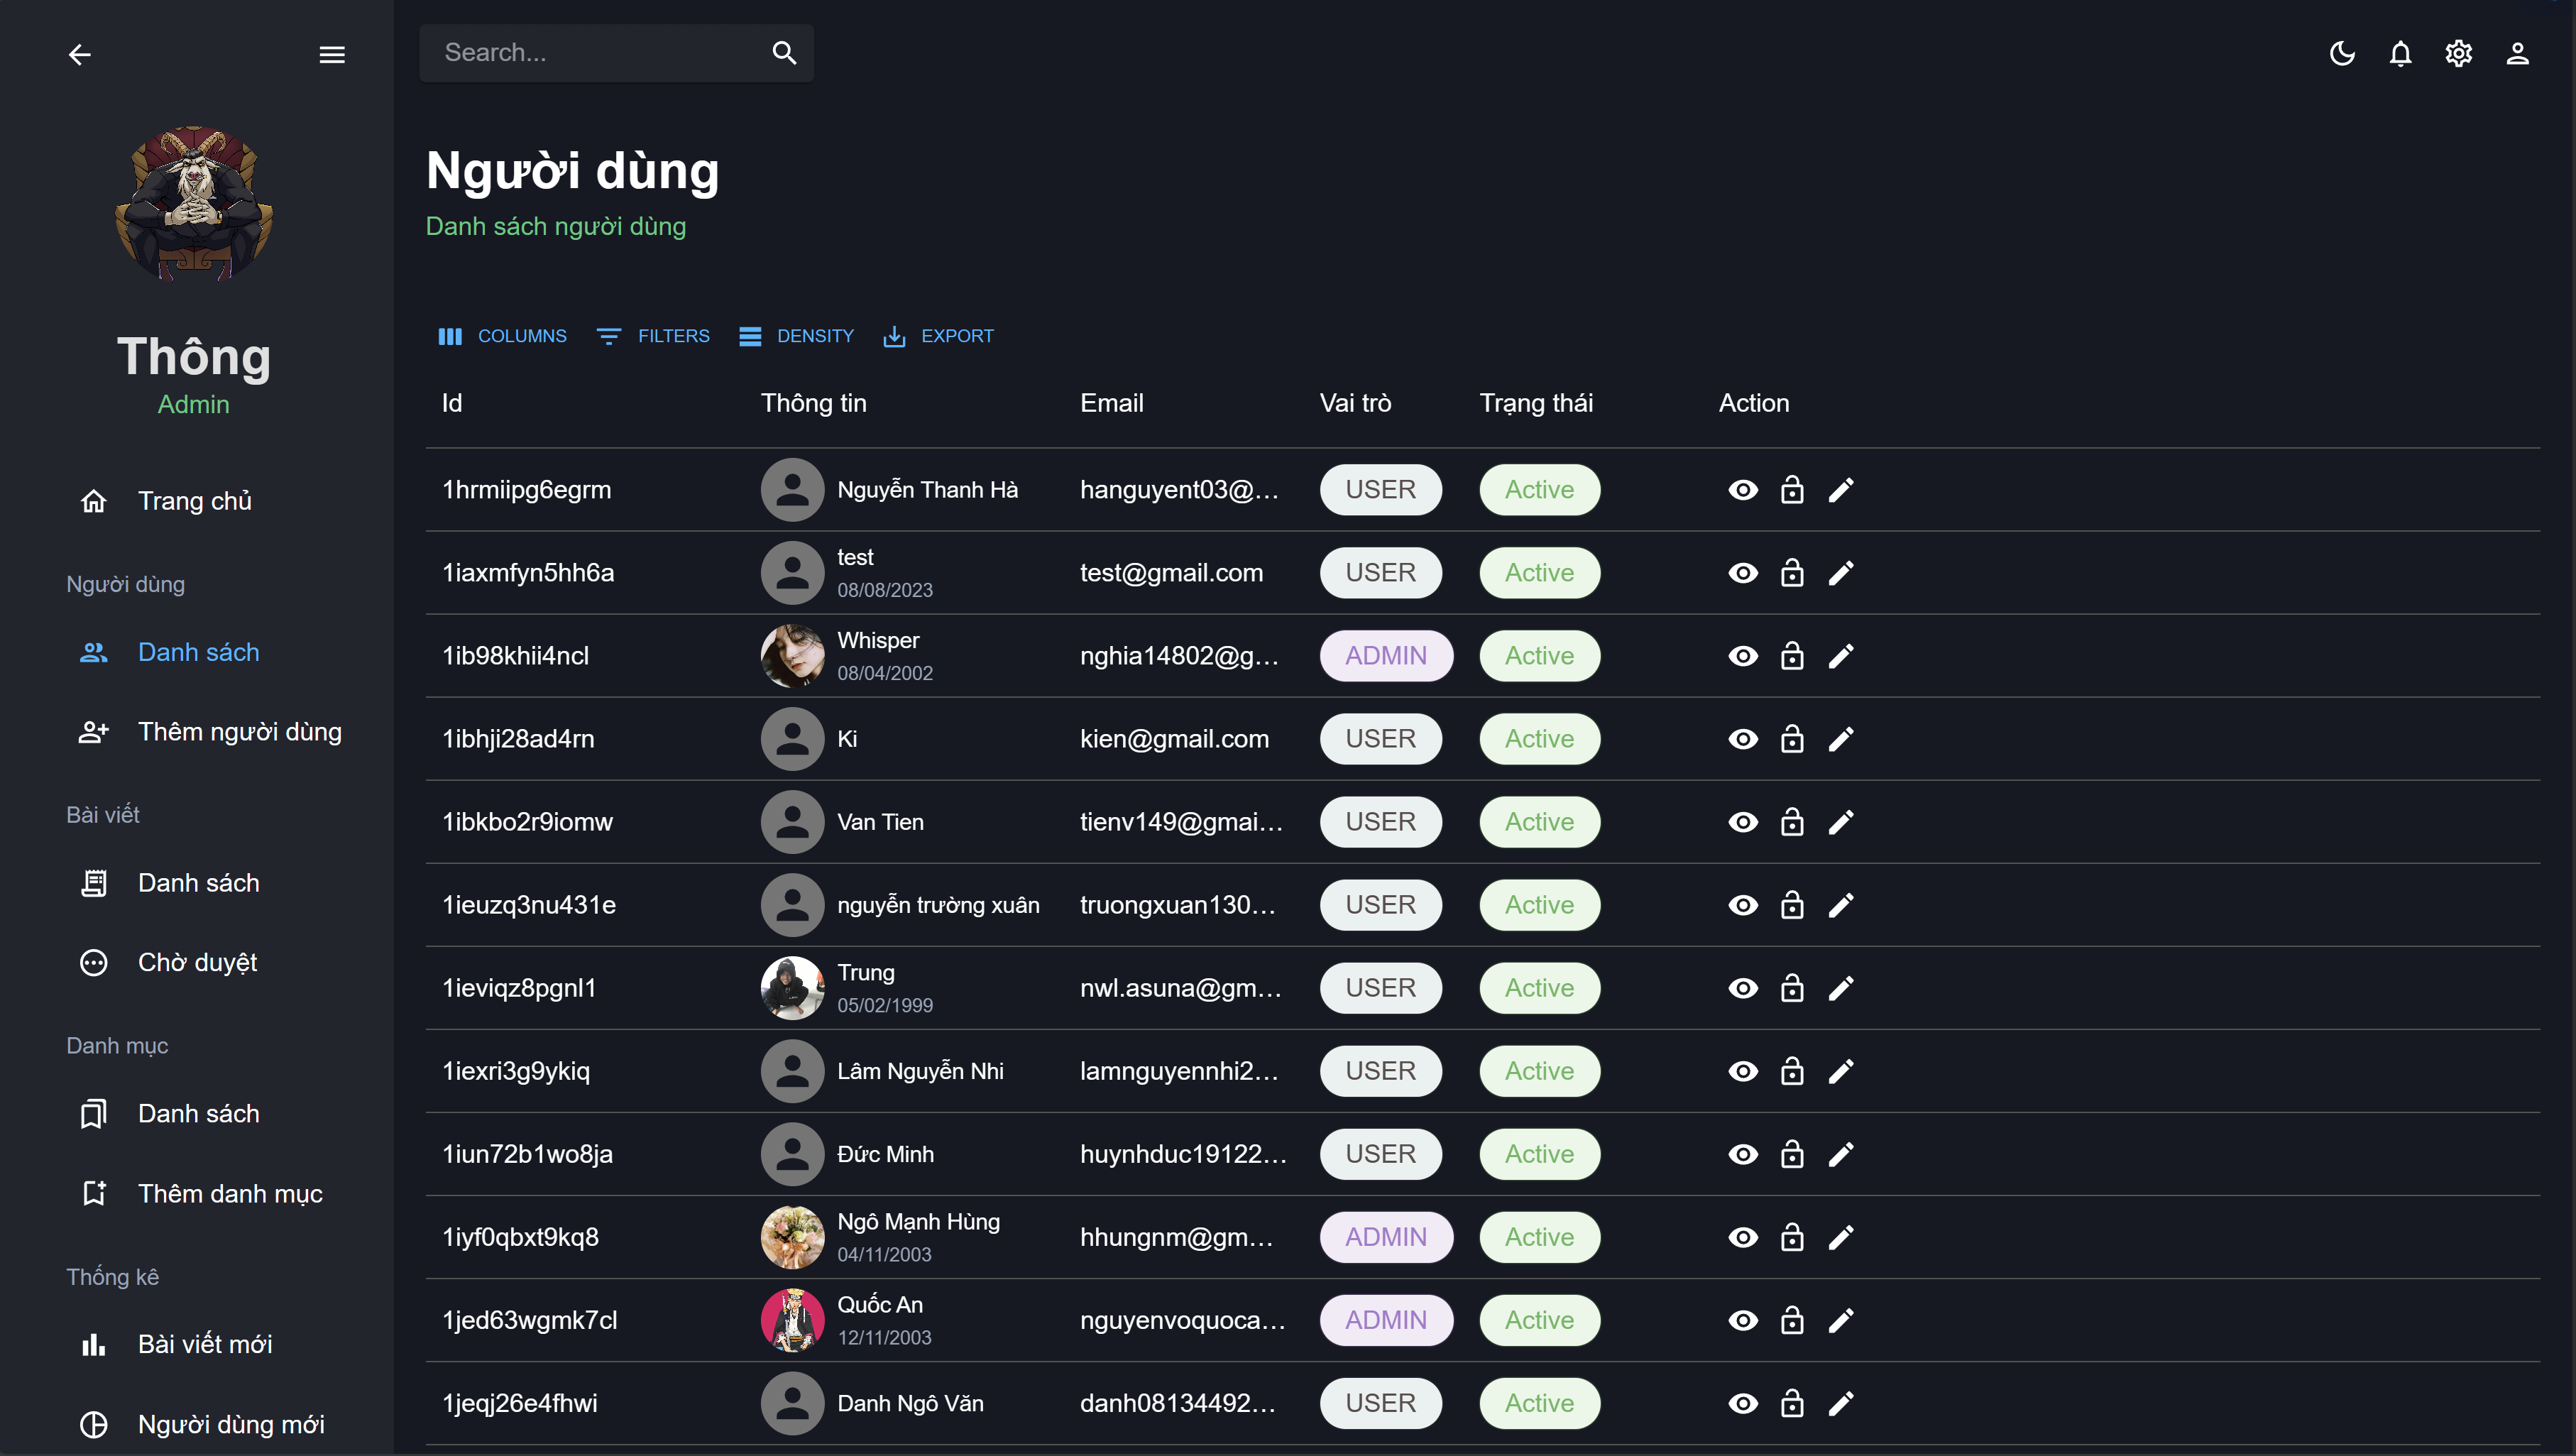 Search...
Thông
Admin
Trang chủ
Người dùng
Danh sách
Thêm người dùng
Bài viết
Danh sách
Chờ duyệt
Danh mục
Danh sách
Thêm danh mục
Thống kê
Bài viết mới
Người dùng mới
Người dùng
Danh sách người dùng
COLUMNS FILTERS DENSITY EXPORT
Id Thông tin Email Vai trò Trạng thái Action
1hrmiipg6egrm Nguyễn Thanh Hà hanguyent03@... USER Active
1iaxmfyn5hh6a test 08/08/2023 test@gmail.com USER Active
1ib98khii4ncl Whisper 08/04/2002 nghia14802@g... ADMIN Active
1ibhji28ad4rn Ki kien@gmail.com USER Active
1ibkbo2r9iomw Van Tien tienv149@gmai... USER Active
1ieuzq3nu431e nguyễn trường xuân truongxuan130... USER Active
1ieviqz8pgnl1 Trung 05/02/1999 nwl.asuna@gm... USER Active
1iexri3g9ykiq Lâm Nguyễn Nhi lamnguyennhi2... USER Active
1iun72b1wo8ja Đức Minh huynhduc19122... USER Active
1iyf0qbxt9kq8 Ngô Mạnh Hùng 04/11/2003 hhungnm@gm... ADMIN Active
1jed63wgmk7cl Quốc An 12/11/2003 nguyenvoquoca... ADMIN Active
1jeqj26e4fhwi Danh Ngô Văn danh08134492... USER Active